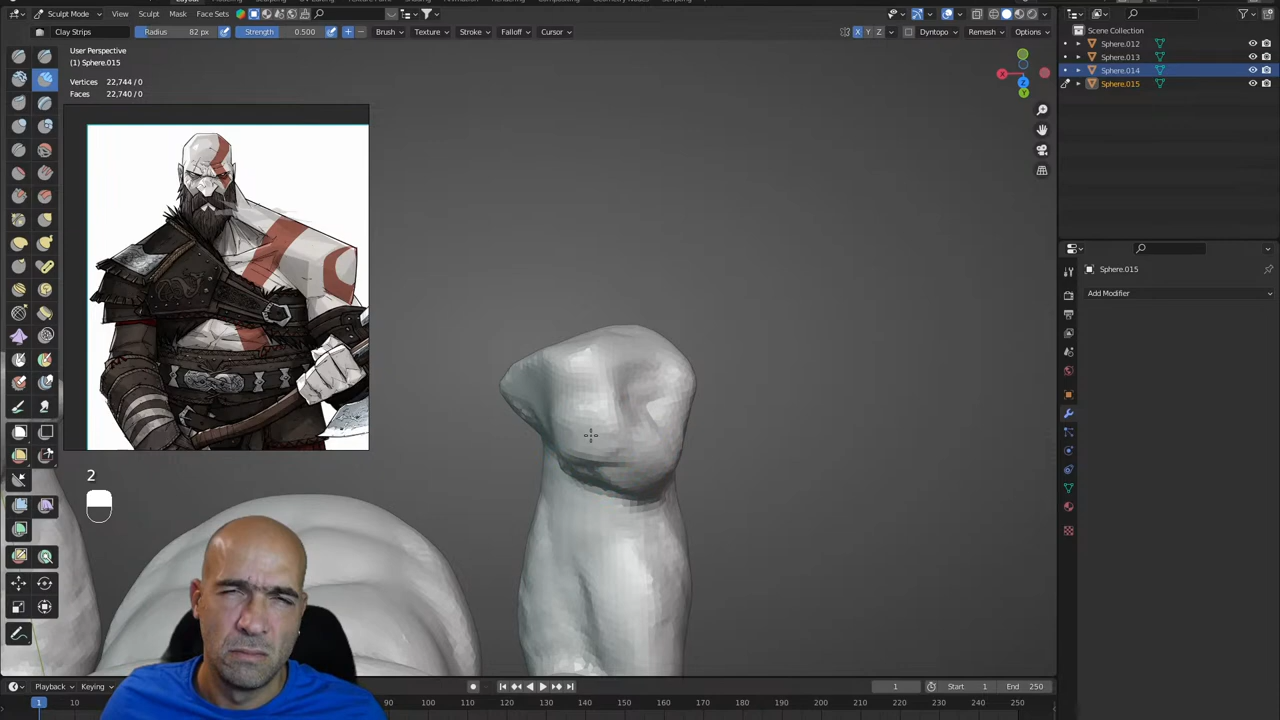 Sculpt Mode View Sculpt Mask Face Sets
Clay Strips Radius 82 px Strength 0.500 Brush Texture Stroke Falloff Cursor X Y Z Dyntopo Remesh Options
User Perspective
(1) Sphere.015
Vertices 22,744 / 0
Faces 22,740 / 0
X
Z
Y
2
Scene Collection
Sphere.012
Sphere.013
Sphere.014
Sphere.015
Sphere.015
Add Modifier
Playback Keying 1 Start 1 End 250
1 10 80 90 100 110 120 130 140 150 160 170 180 190 200 210 220 230 240 250